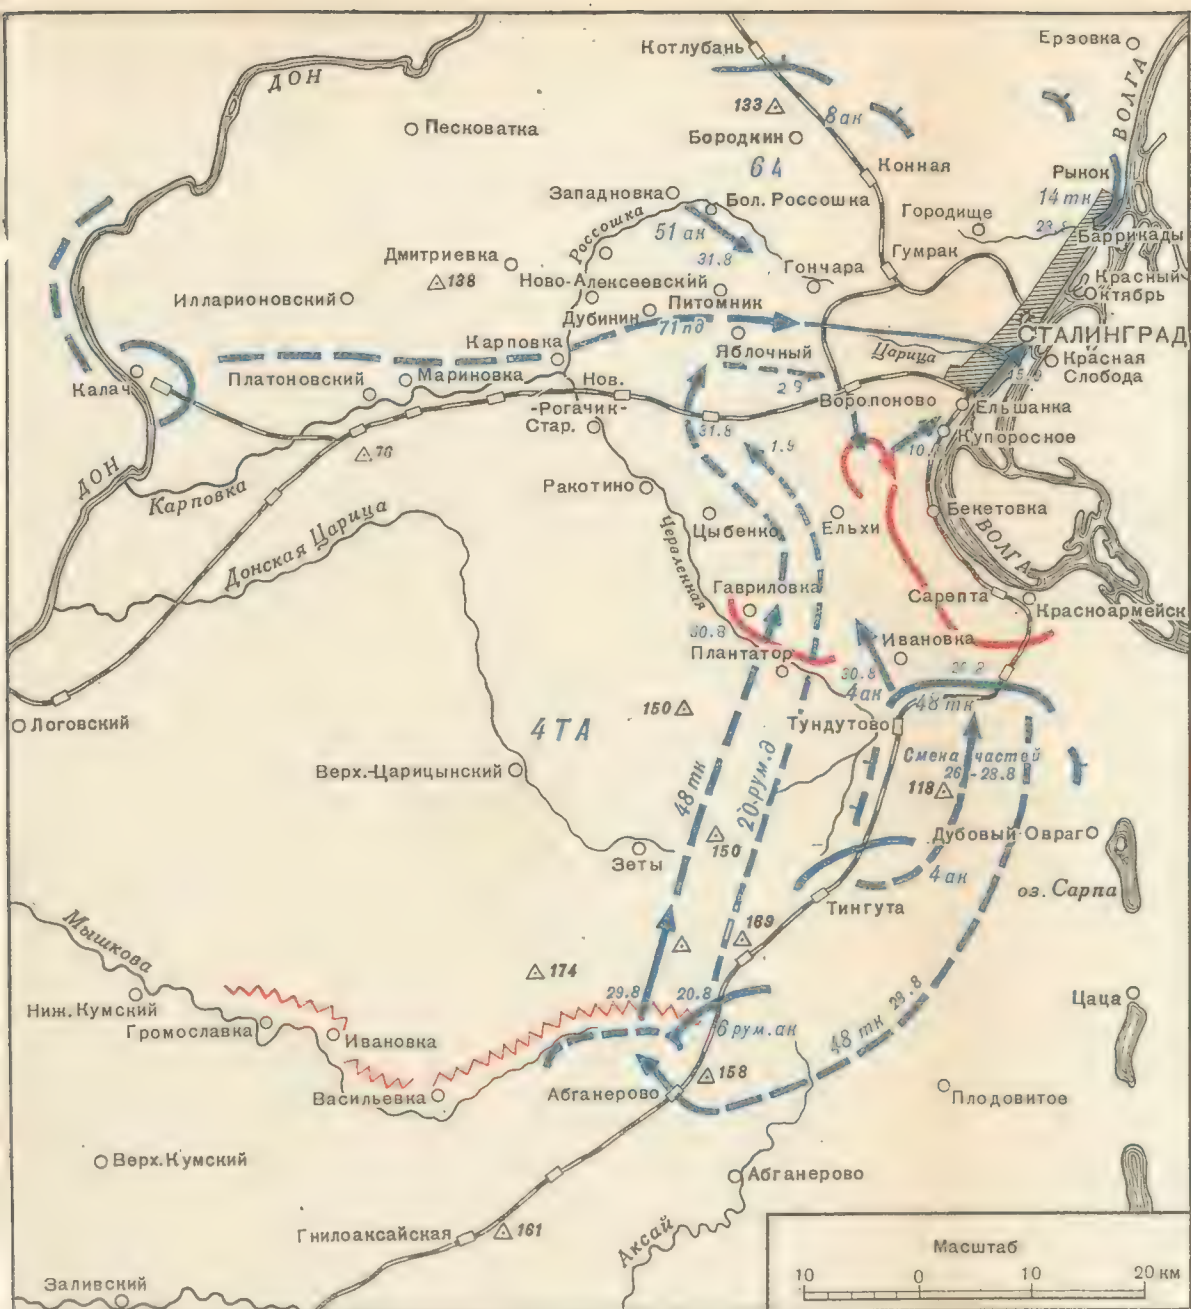 Котлубань
Ерзовка
ДОН
ВОЛГА
133
8 ак
Песковатка
Бородкин
6 А
Конная
Рынок
14 тк
Западновка
Бол. Россошка
Городище
Баррикады
Россошка
51 ак
31.8
Гумрак
Дмитриевка
138
Гончара
Ново-Алексеевский
Красный
Октябрь
Илларионовский
Питомник
Дубинин
71 пд
СТАЛИНГРАД
Карповка
Яблочный
Царица
Красная
Слобода
Калач
Платоновский
Мариновка
Нов.
2.9
Воропоново
Ельшанка
-Рогачик-
Стар.
31.8
1.9
Купоросное
76
ДОН
Карповка
Ракотино
Цыбенко
Ельхи
Бекетовка
Донская Царица
Червленная
ВОЛГА
Гавриловка
Сарепта
Красноармейск
30.8
Плантатор
Ивановка
30.8
4 ак
48 тк
Логовский
150
4 ТА
Тундутово
Верх.-Царицынский
48 тк
20.рум.д
Смена частей
26.-28.8
118
150
Дубовый Овраг
Зеты
4 ак
оз. Сарпа
Тингута
169
Мышкова
174
29.8
20.8
Ниж. Кумский
Громославка
Ивановка
6 рум.ак
48 тк 29.8
Цаца
Васильевка
Абганерово
158
Плодовитое
Верх. Кумский
Абганерово
Гнилоаксайская
161
Аксай
Масштаб
Заливский
10 0 10 20 км